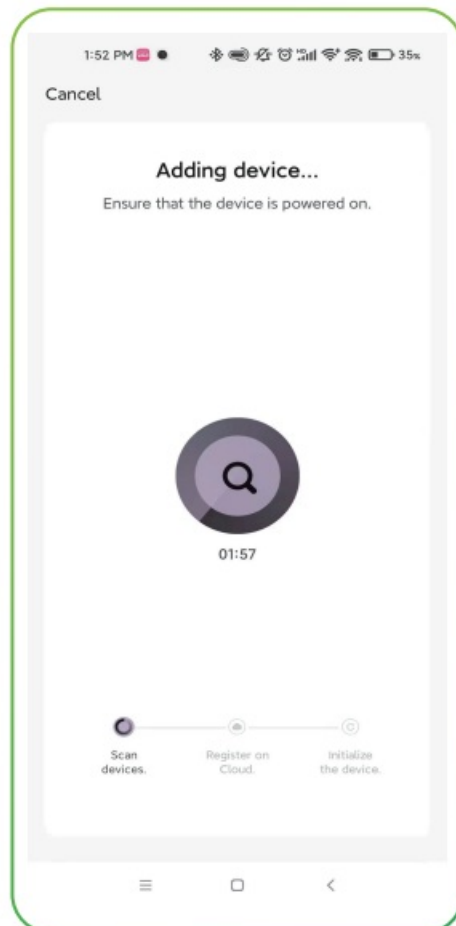 1:52 PM 35%
Cancel
Adding device...
Ensure that the device is powered on.
01:57
Scan devices.
Register on Cloud.
Initialize the device.